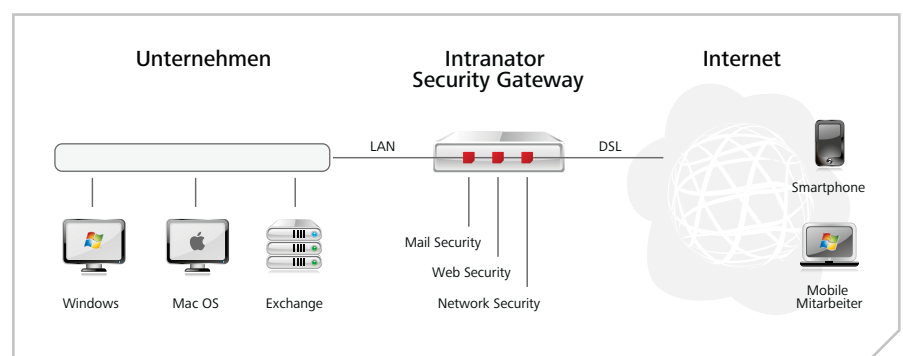 Unternehmen
Intranator
Security Gateway
Internet
LAN
DSL
Smartphone
Mail Security
Web Security
Network Security
Windows
Mac OS
Exchange
Mobile
Mitarbeiter